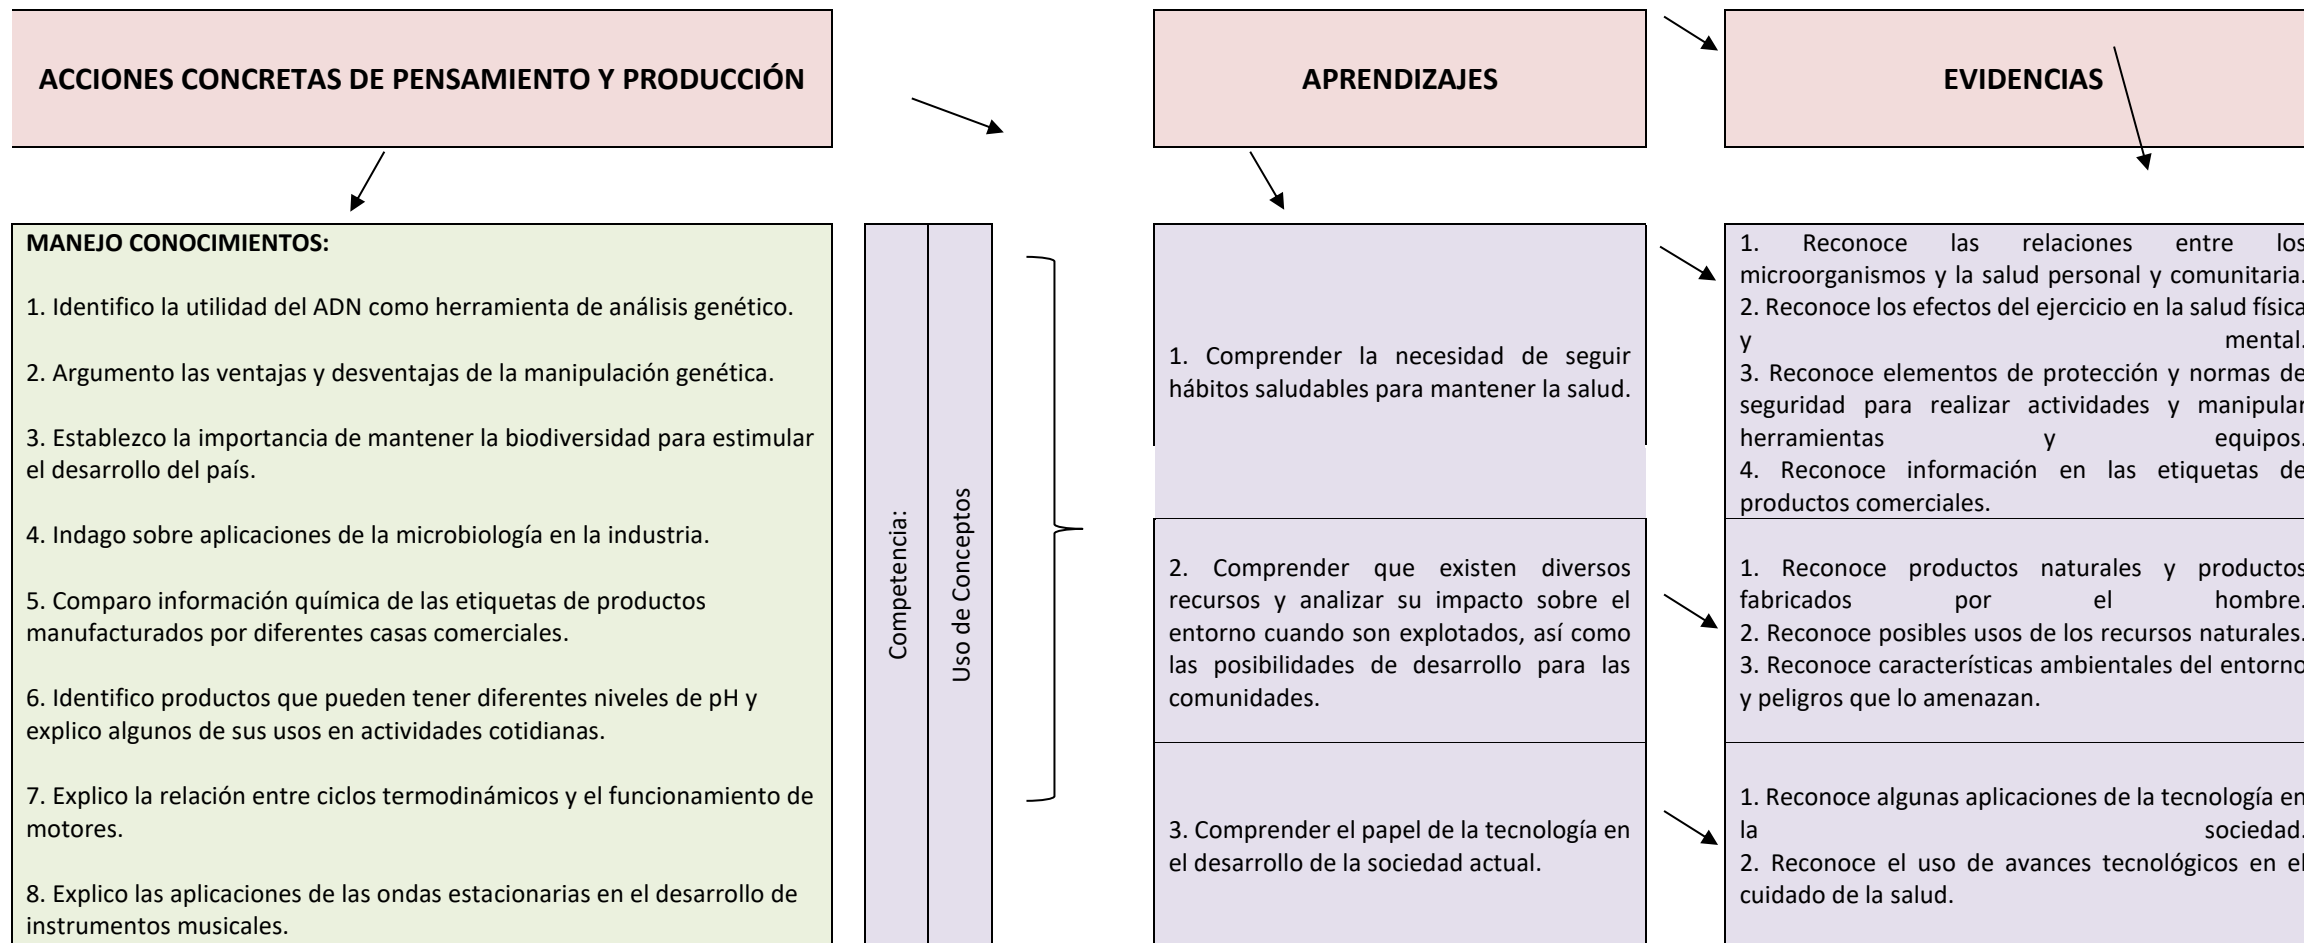 ACCIONES CONCRETAS DE PENSAMIENTO Y PRODUCCIÓN
APRENDIZAJES
EVIDENCIAS
MANEJO CONOCIMIENTOS:
1. Identifico la utilidad del ADN como herramienta de análisis genético.
2. Argumento las ventajas y desventajas de la manipulación genética.
3. Establezco la importancia de mantener la biodiversidad para estimular
el desarrollo del país.
4. Indago sobre aplicaciones de la microbiología en la industria.
5. Comparo información química de las etiquetas de productos
manufacturados por diferentes casas comerciales.
6. Identifico productos que pueden tener diferentes niveles de pH y
explico algunos de sus usos en actividades cotidianas.
7. Explico la relación entre ciclos termodinámicos y el funcionamiento de
motores.
8. Explico las aplicaciones de las ondas estacionarias en el desarrollo de
instrumentos musicales.
Competencia:
Uso de Conceptos
1. Comprender la necesidad de seguir
hábitos saludables para mantener la salud.
2. Comprender que existen diversos
recursos y analizar su impacto sobre el
entorno cuando son explotados, así como
las posibilidades de desarrollo para las
comunidades.
3. Comprender el papel de la tecnología en
el desarrollo de la sociedad actual.
1. Reconoce las relaciones entre los
microorganismos y la salud personal y comunitaria.
2. Reconoce los efectos del ejercicio en la salud física
y mental.
3. Reconoce elementos de protección y normas de
seguridad para realizar actividades y manipular
herramientas y equipos.
4. Reconoce información en las etiquetas de
productos comerciales.
1. Reconoce productos naturales y productos
fabricados por el hombre.
2. Reconoce posibles usos de los recursos naturales.
3. Reconoce características ambientales del entorno
y peligros que lo amenazan.
1. Reconoce algunas aplicaciones de la tecnología en
la sociedad.
2. Reconoce el uso de avances tecnológicos en el
cuidado de la salud.